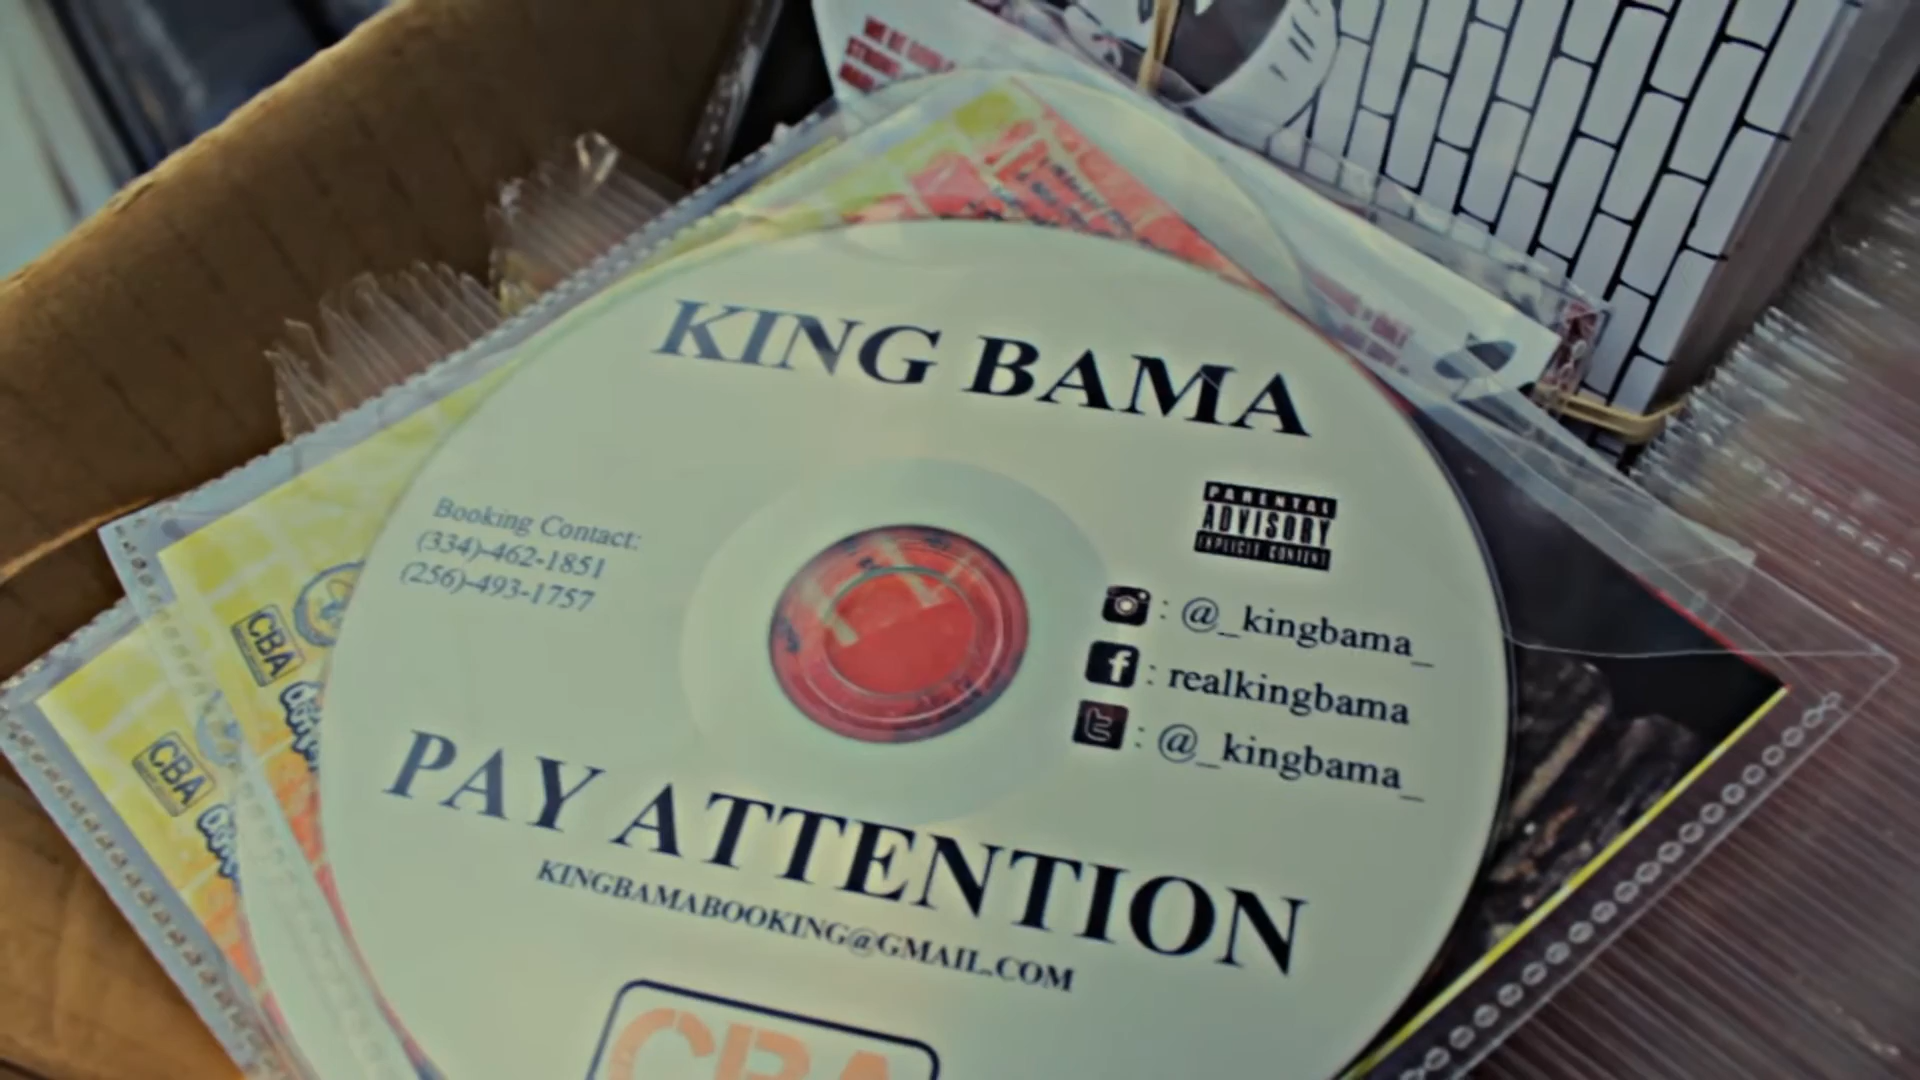 KING BAMA
PARENTAL
ADVISORY
EXPLICIT CONTENT
Booking Contact:
(334)-462-1851
(256)-493-1757
: @_kingbama_
: realkingbama
: @_kingbama_
PAY ATTENTION
KINGBAMABOOKING@GMAIL.COM
CBA
CBA
CBA